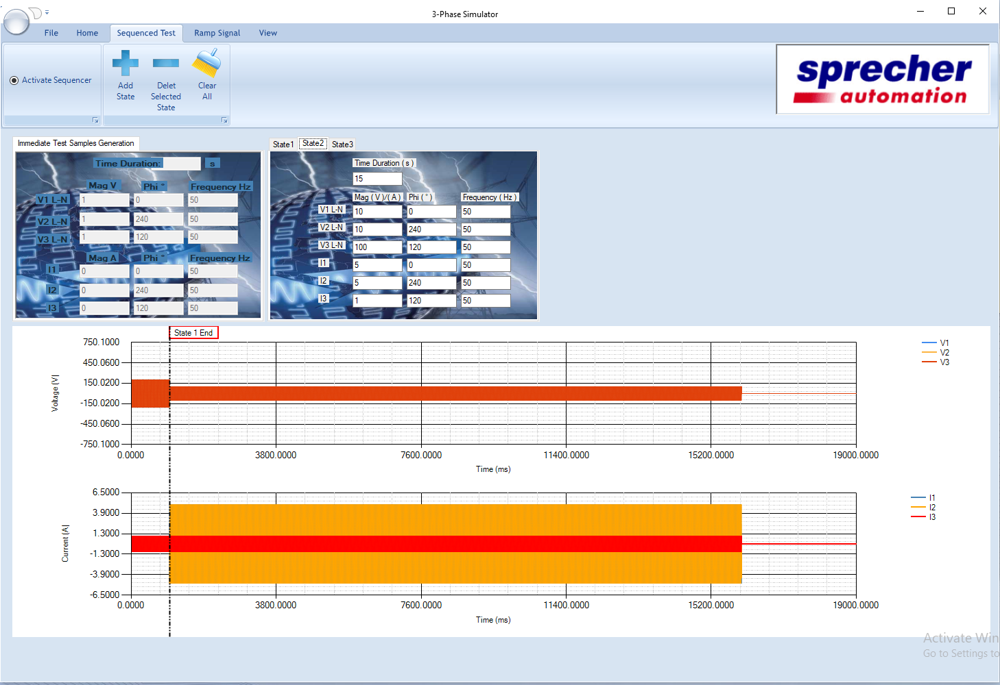 3-Phase Simulator
File Home Sequenced Test Ramp Signal View
Activate Sequencer
Add State
Delet Selected State
Clear All
sprecher
automation
Immediate Test Samples Generation
Time Duration: s
Mag V Phi ° Frequency Hz
V1 L-N 1 0 50
V2 L-N 1 240 50
V3 L-N 1 120 50
Mag A Phi ° Frequency Hz
I1 0 0 50
I2 0 240 50
I3 0 120 50
State1 State2 State3
Time Duration ( s )
15
Mag ( V )/( A ) Phi ( ° ) Frequency ( Hz )
V1 L-N 10 0 50
V2 L-N 10 240 50
V3 L-N 100 120 50
I1 5 0 50
I2 5 240 50
I3 1 120 50
State 1 End
750.1000
450.0600
150.0200
-150.0200
-450.0600
-750.1000
Voltage (V)
0.0000 3800.0000 7600.0000 11400.0000 15200.0000 19000.0000
Time (ms)
V1
V2
V3
6.5000
3.9000
1.3000
-1.3000
-3.9000
-6.5000
Current (A)
0.0000 3800.0000 7600.0000 11400.0000 15200.0000 19000.0000
Time (ms)
I1
I2
I3
Activate Win
Go to Settings to